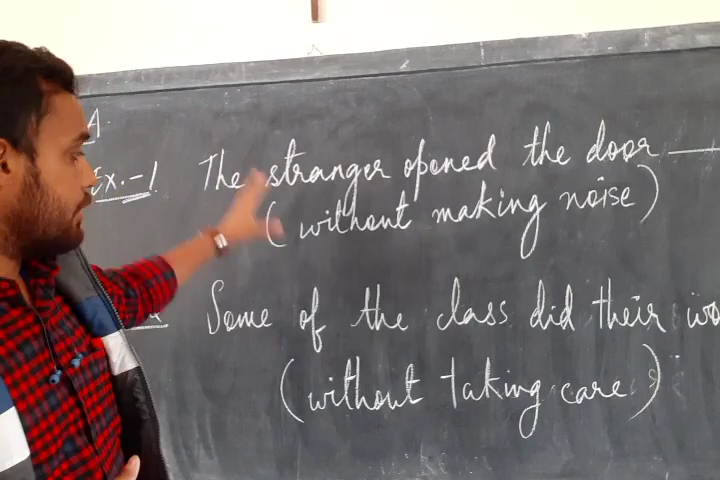 A
Ex.-1 The stranger opened the door ——
(without making noise)
Some of the class did their
(without taking care)